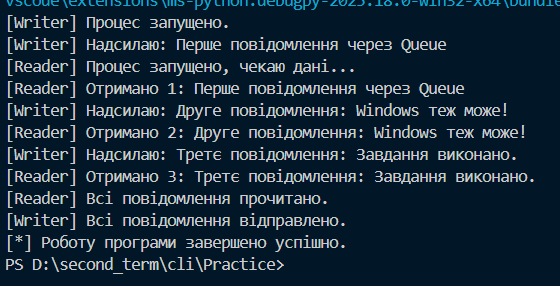 vscode\extensions\ms-python.debugpy-2025.18.0-win32-x64\bundle
[Writer] Процес запущено.
[Writer] Надсилаю: Перше повідомлення через Queue
[Reader] Процес запущено, чекаю дані...
[Reader] Отримано 1: Перше повідомлення через Queue
[Writer] Надсилаю: Друге повідомлення: Windows теж може!
[Reader] Отримано 2: Друге повідомлення: Windows теж може!
[Writer] Надсилаю: Третє повідомлення: Завдання виконано.
[Reader] Отримано 3: Третє повідомлення: Завдання виконано.
[Reader] Всі повідомлення прочитано.
[Writer] Всі повідомлення відправлено.
[*] Роботу програми завершено успішно.
PS D:\second_term\cli\Practice>